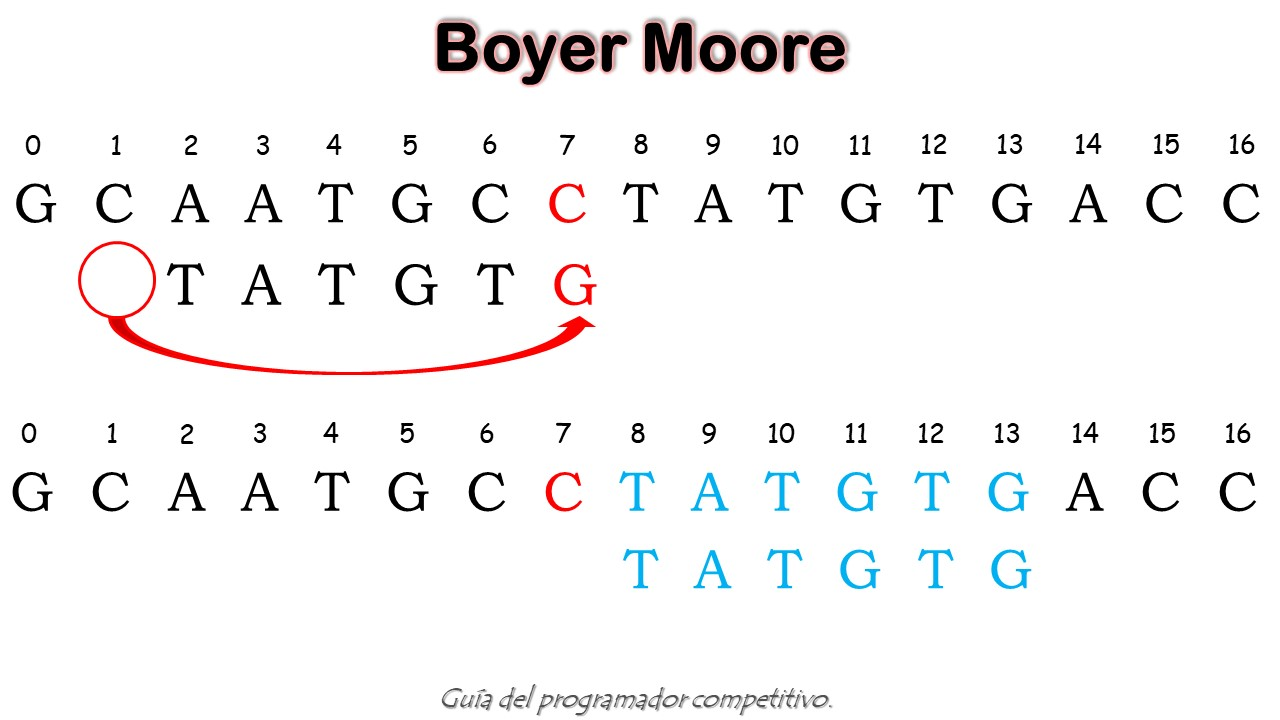 Boyer Moore
0 1 2 3 4 5 6 7 8 9 10 11 12 13 14 15 16
G C A A T G C C T A T G T G A C C
T A T G T G
0 1 2 3 4 5 6 7 8 9 10 11 12 13 14 15 16
G C A A T G C C T A T G T G A C C
T A T G T G
Guía del programador competitivo.